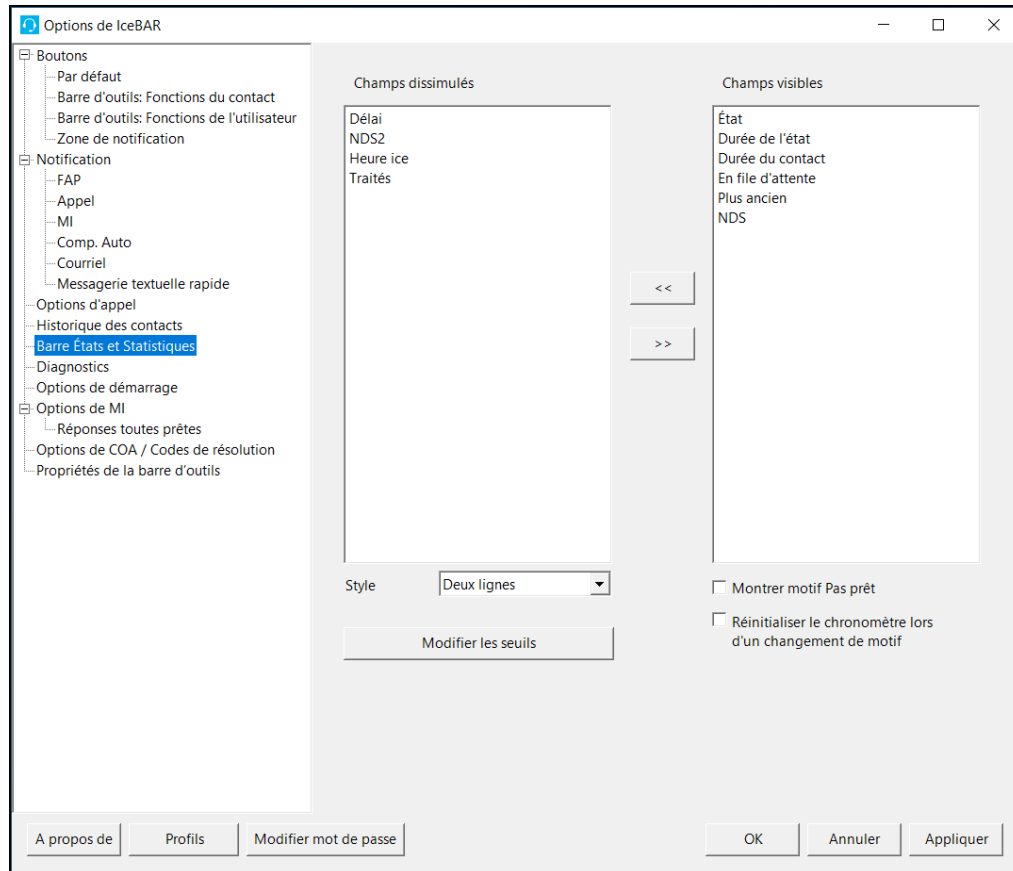 Options de IceBAR
Boutons
Par défaut
Barre d'outils: Fonctions du contact
Barre d'outils: Fonctions de l'utilisateur
Zone de notification
Notification
FAP
Appel
MI
Comp. Auto
Courriel
Messagerie textuelle rapide
Options d'appel
Historique des contacts
Barre États et Statistiques
Diagnostics
Options de démarrage
Options de MI
Réponses toutes prêtes
Options de COA / Codes de résolution
Propriétés de la barre d'outils
Champs dissimulés
Délai
NDS2
Heure ice
Traités
<<
>>
Champs visibles
État
Durée de l'état
Durée du contact
En file d'attente
Plus ancien
NDS
Style
Deux lignes
Modifier les seuils
Montrer motif Pas prêt
Réinitialiser le chronomètre lors
d'un changement de motif
A propos de
Profils
Modifier mot de passe
OK
Annuler
Appliquer